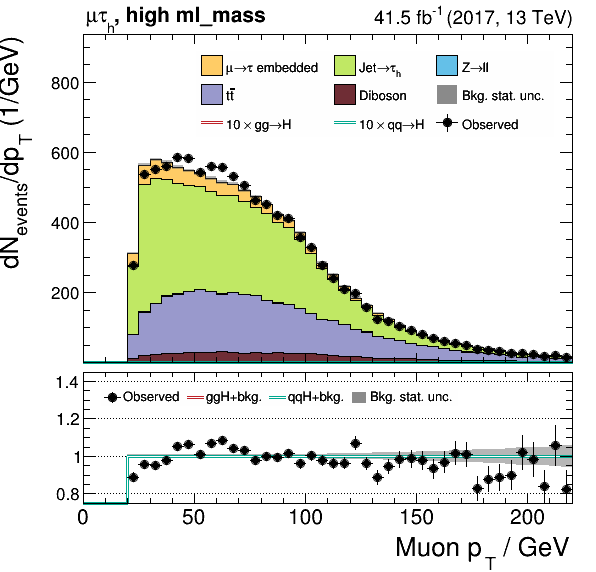 μτh, high ml_mass 41.5 fb-1 (2017, 13 TeV)
dNevents/dpT (1/GeV)
800
600
400
200
μ→τ embedded Jet→τh Z→ll
tt̄ Diboson Bkg. stat. unc.
10 × gg→H 10 × qq→H Observed
1.4
1.2
1
0.8
Observed ggH+bkg. qqH+bkg. Bkg. stat. unc.
0 50 100 150 200
Muon pT / GeV